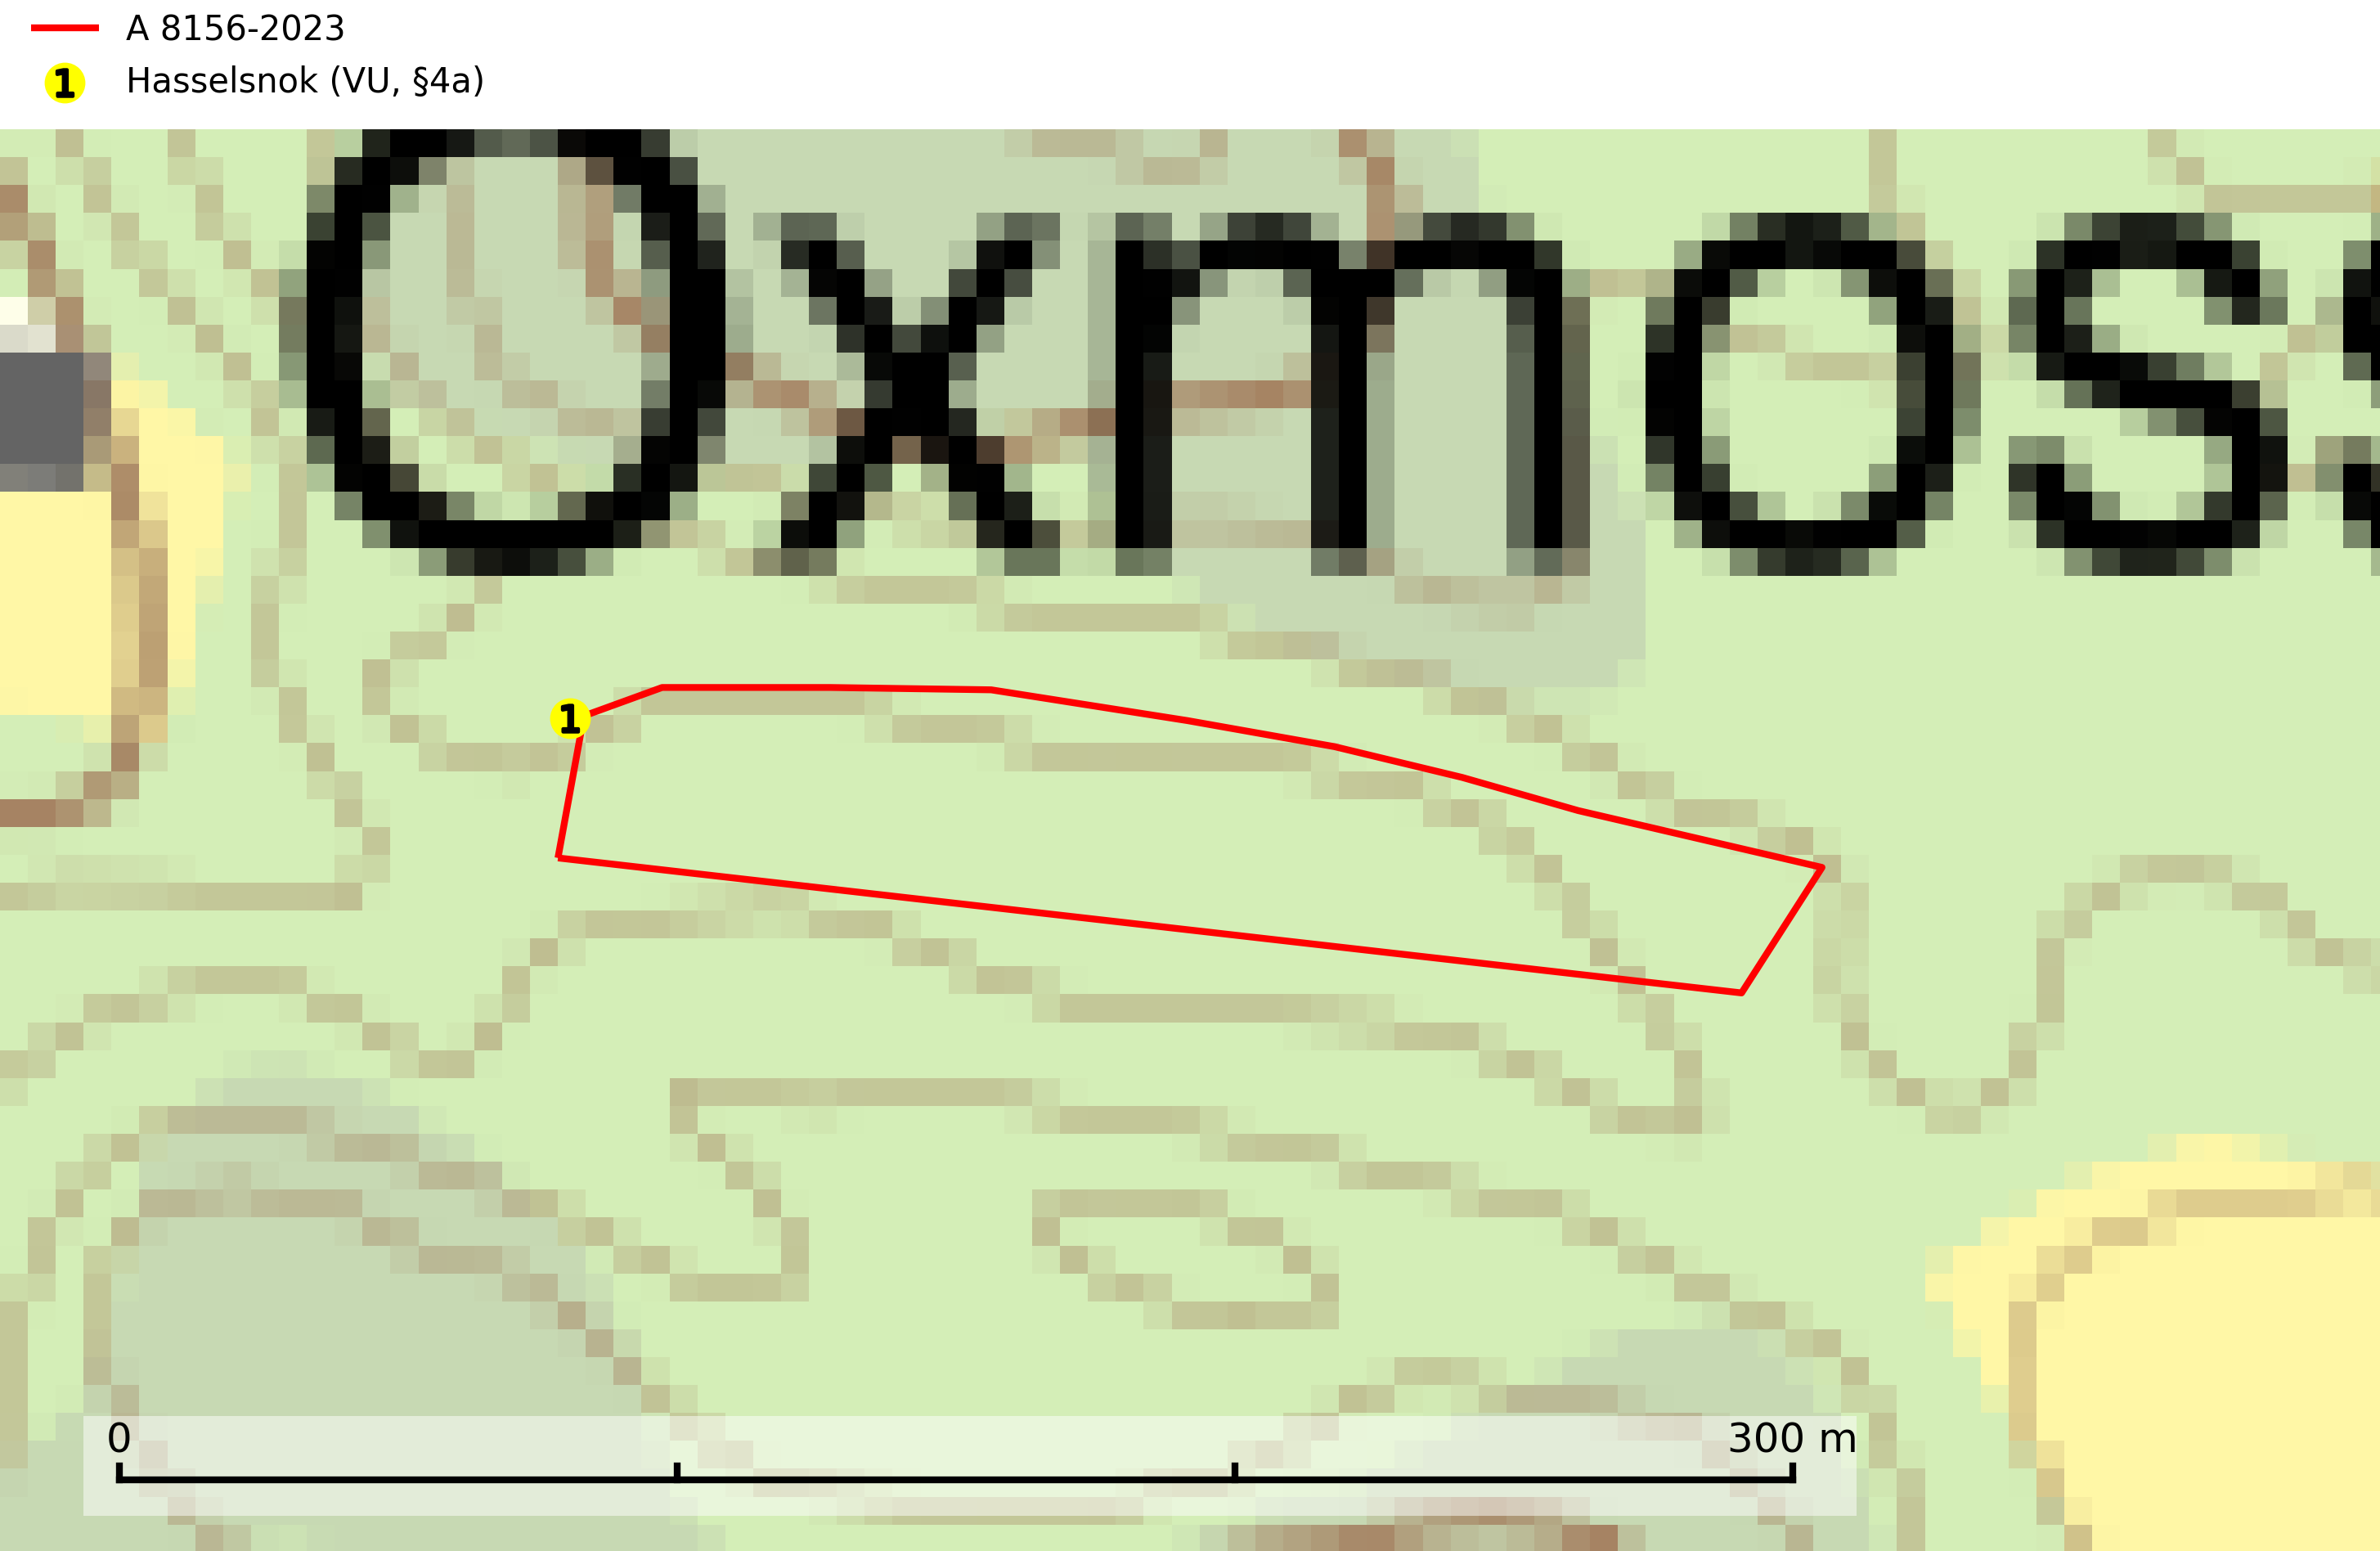 A 8156-2023
1 Hasselsnok (VU, §4a)
Oxmos
1
0 300 m